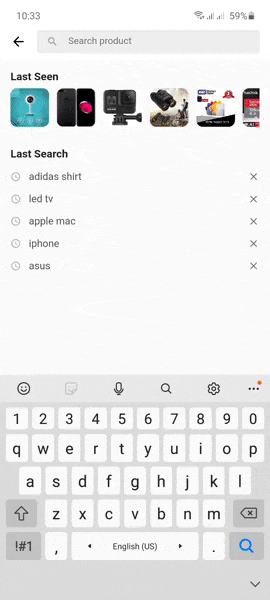 10:33 59%
Search product
Last Seen
Last Search
adidas shirt
led tv
apple mac
iphone
asus
1 2 3 4 5 6 7 8 9 0
q w e r t y u i o p
a s d f g h j k l
z x c v b n m
!#1 , English (US) .